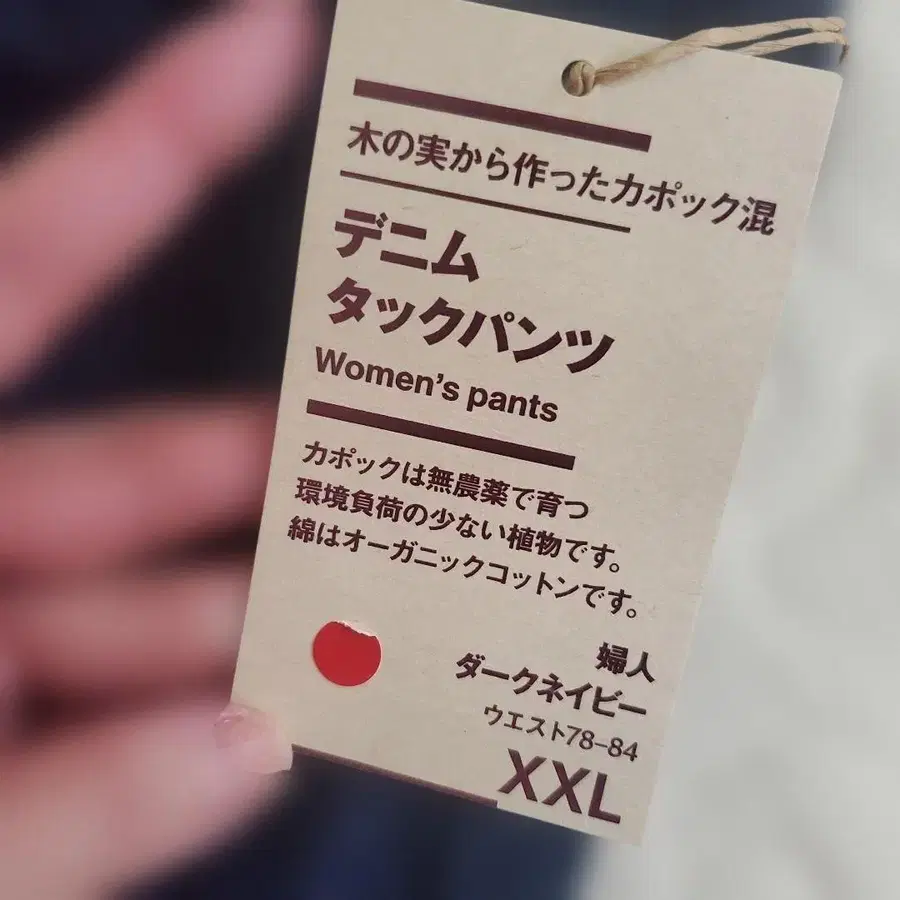 木の実から作ったカポック混
デニム
タックパンツ
Women's pants
カポックは無農薬で育つ
環境負荷の少ない植物です。
綿はオーガニックコットンです。
婦人
ダークネイビー
ウエスト78-84
XXL